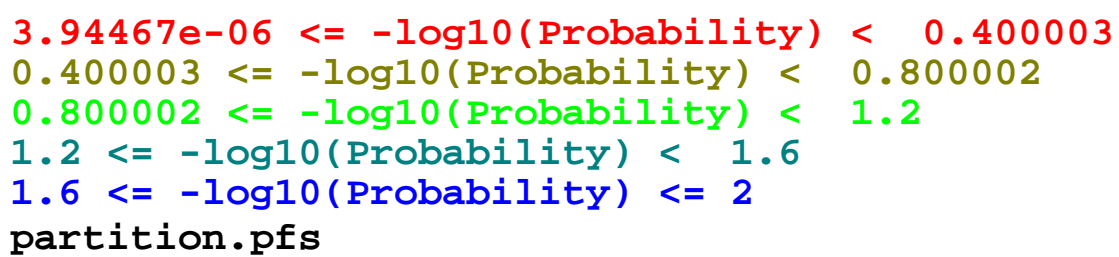 3.94467e-06 <= -log10(Probability) <  0.400003
0.400003 <= -log10(Probability) <  0.800002
0.800002 <= -log10(Probability) <  1.2
1.2 <= -log10(Probability) <  1.6
1.6 <= -log10(Probability) <= 2
partition.pfs